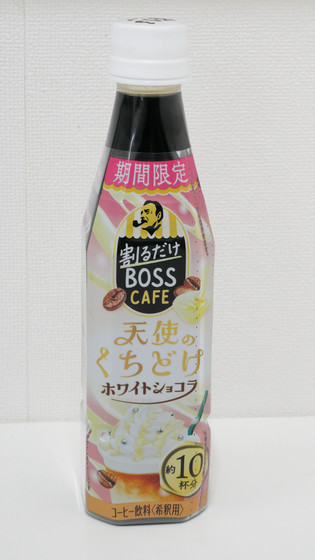 期間限定
割るだけ
BOSS
CAFE
天使の
くちどけ
ホワイトショコラ
約10
杯分
コーヒー飲料〈希釈用〉